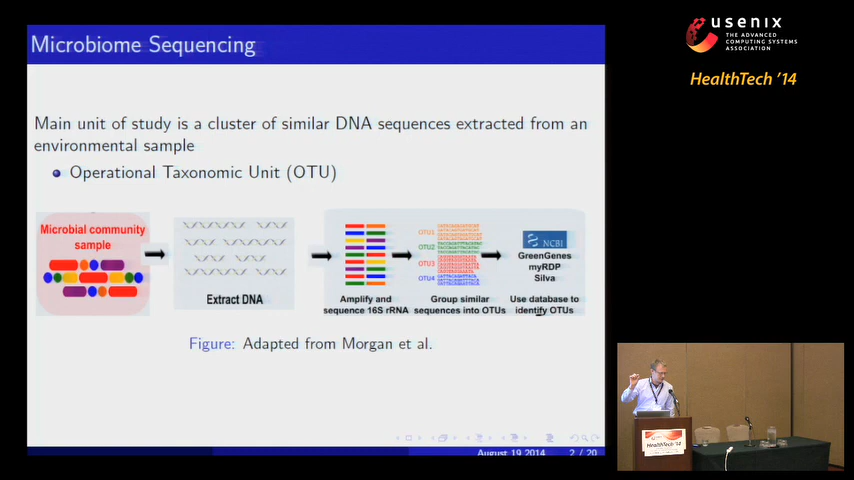 usenix
THE ADVANCED
COMPUTING SYSTEMS
ASSOCIATION
HealthTech '14
Microbiome Sequencing
Main unit of study is a cluster of similar DNA sequences extracted from an
environmental sample
Operational Taxonomic Unit (OTU)
Microbial community
sample
Extract DNA
Amplify and
sequence 16S rRNA
OTU1
OTU2
OTU3
OTU4
Group similar
sequences into OTUs
NCBI
GreenGenes
myRDP
Silva
Use database to
identify OTUs
Figure: Adapted from Morgan et al.
August 19 2014
2 / 20
HealthTech '14